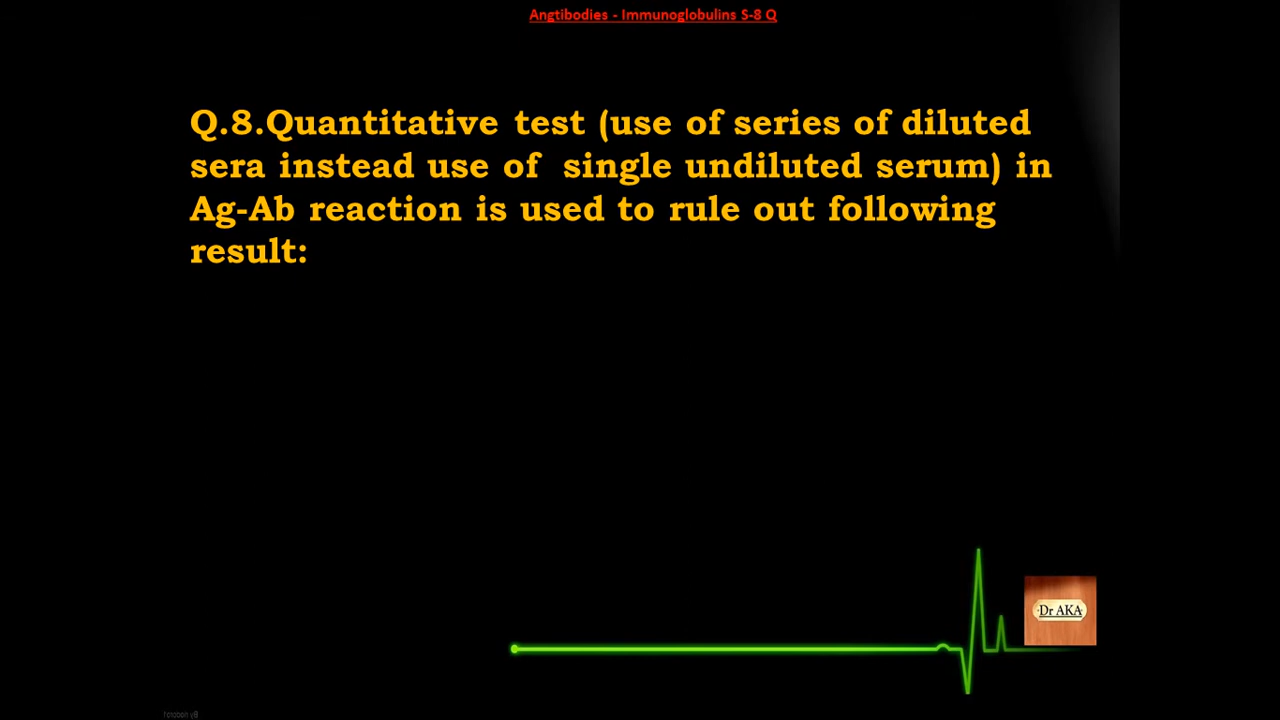 Angtibodies - Immunoglobulins S-8 Q
Q.8.Quantitative test (use of series of diluted
sera instead use of single undiluted serum) in
Ag-Ab reaction is used to rule out following
result:
Dr AKA